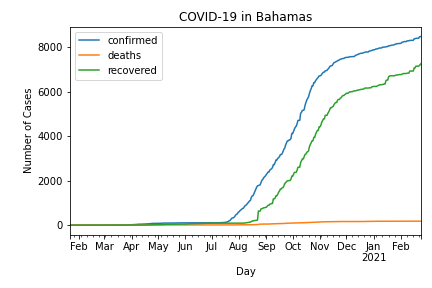 COVID-19 in Bahamas
confirmed
deaths
recovered
Number of Cases
8000
6000
4000
2000
0
Feb Mar Apr May Jun Jul Aug Sep Oct Nov Dec Jan Feb
2021
Day